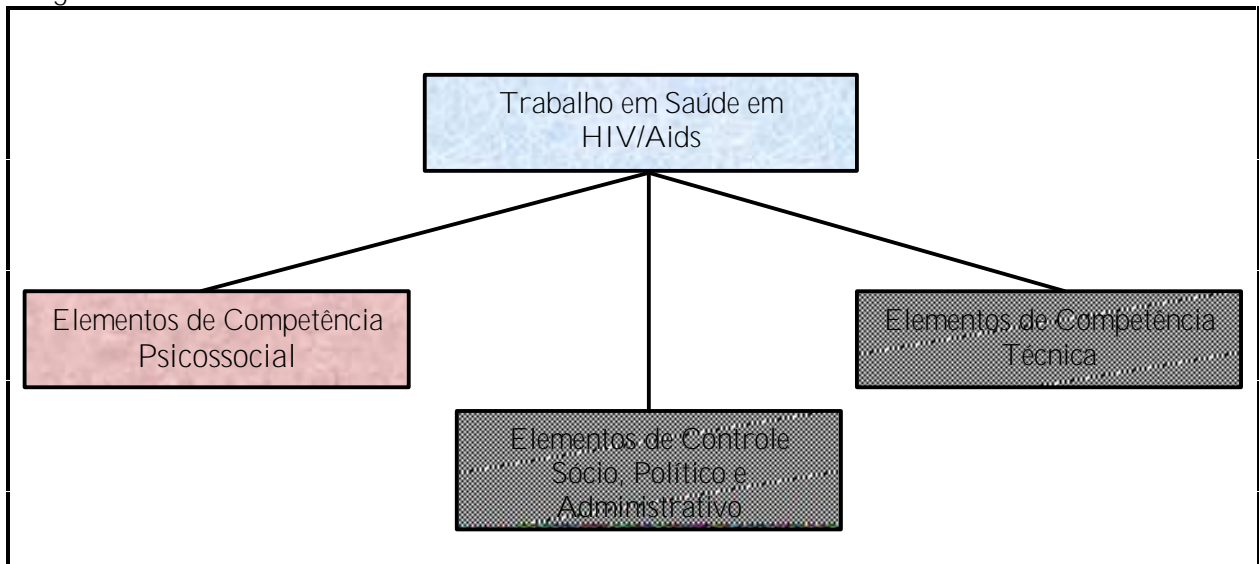 Trabalho em Saúde em
HIV/Aids
Elementos de Competência
Psicossocial
Elementos de Competência
Técnica
Elementos de Controle
Sócio, Político e
Administrativo